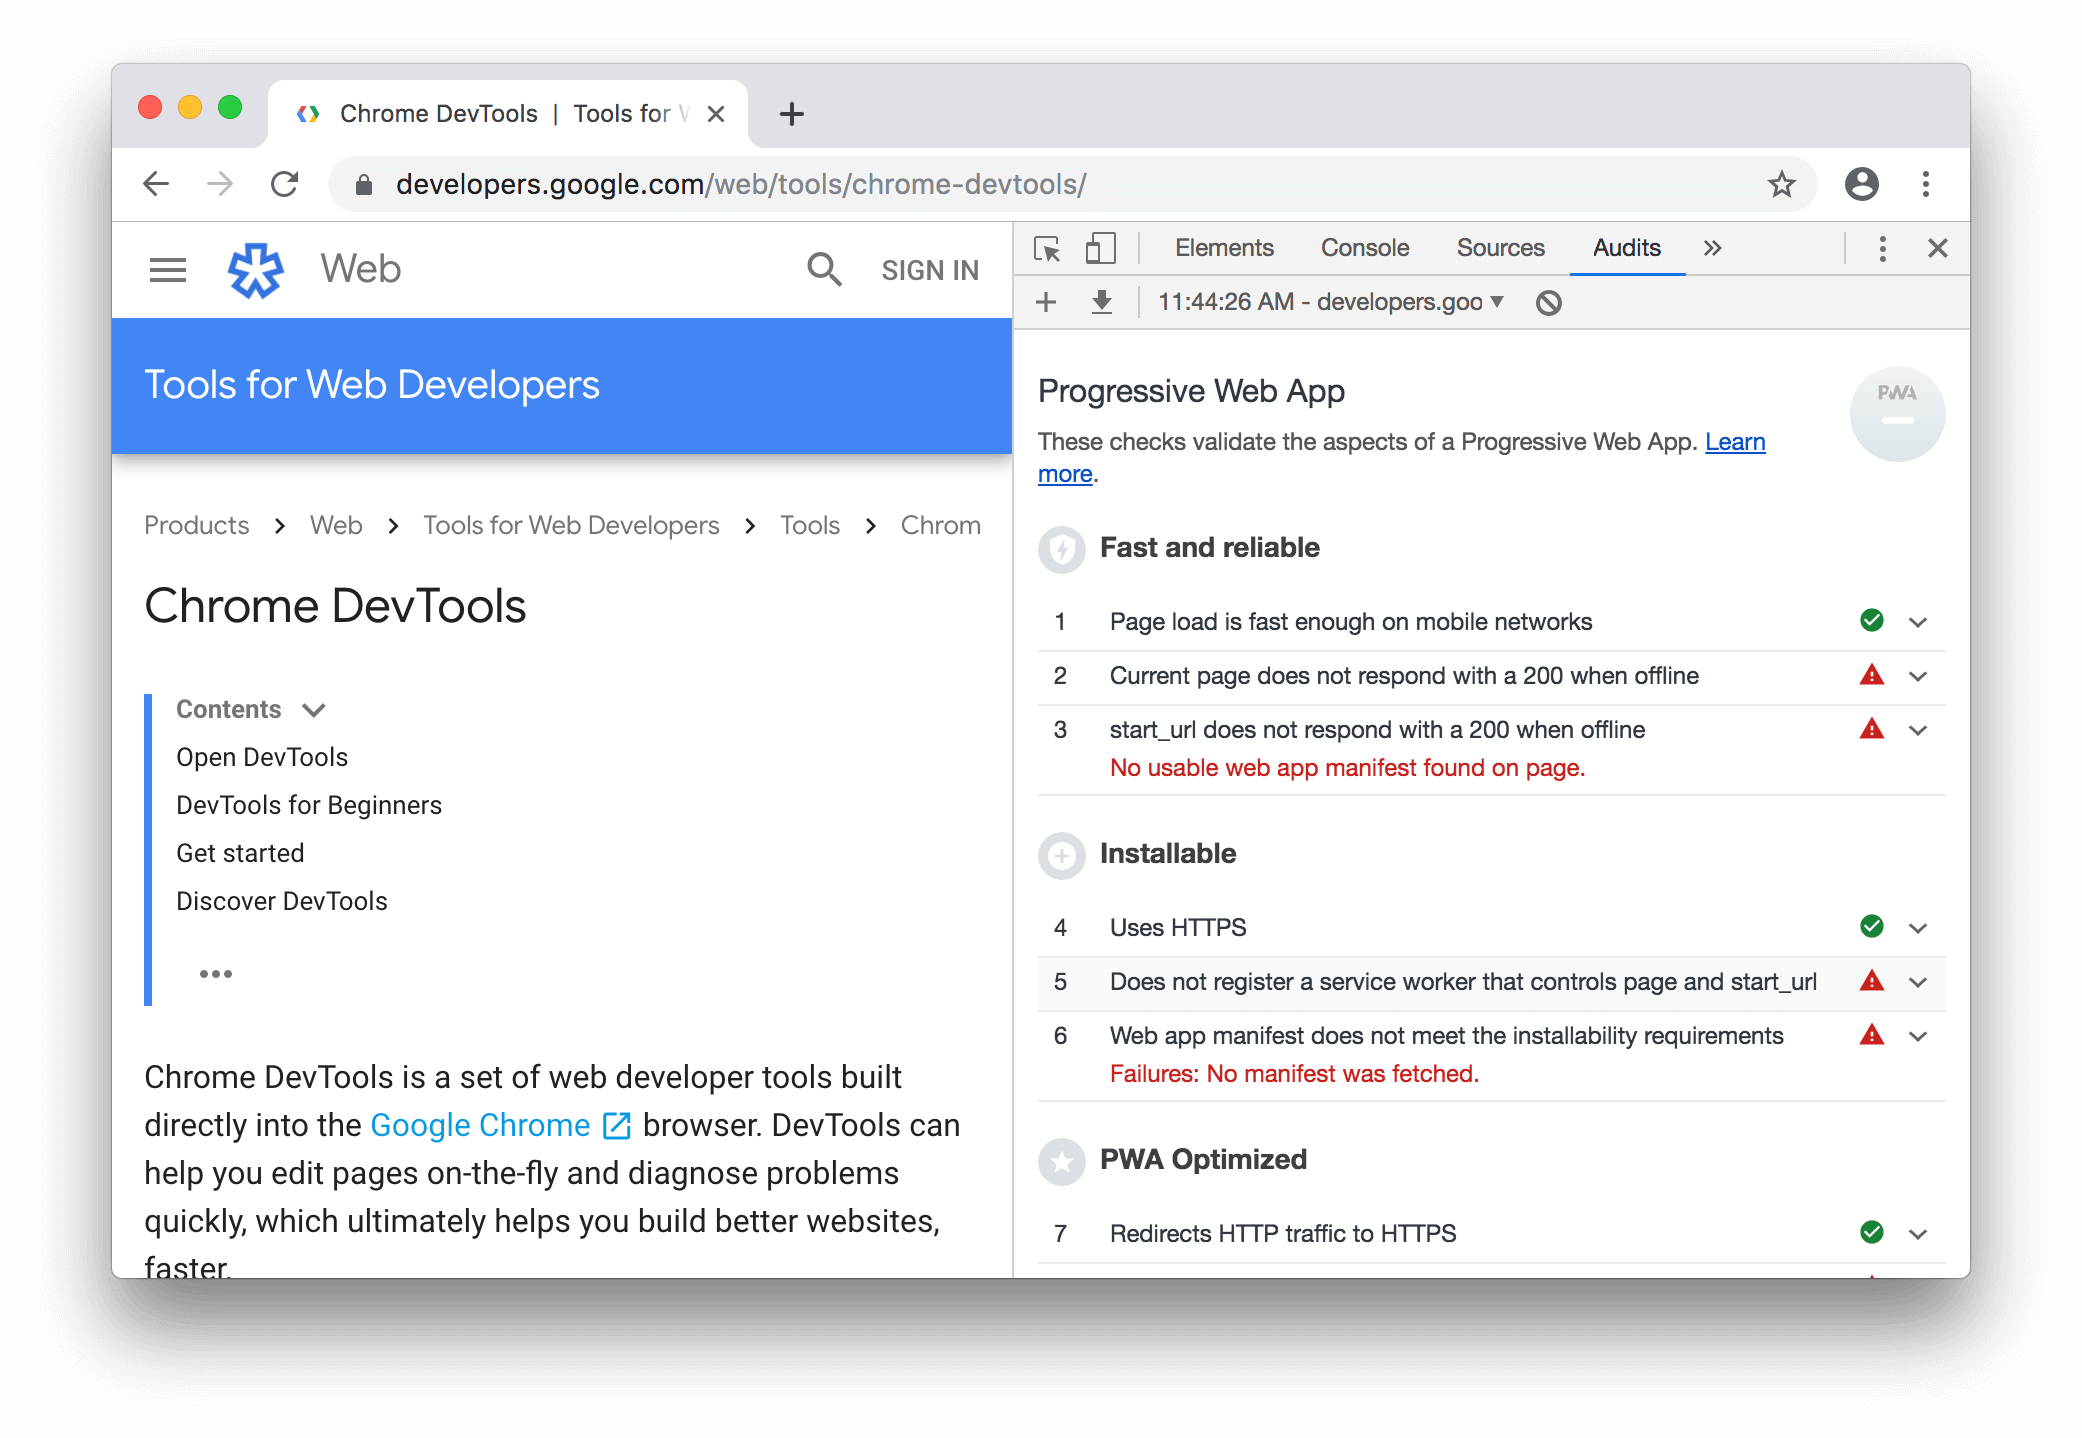 Chrome DevTools | Tools for W
developers.google.com/web/tools/chrome-devtools/
Web
SIGN IN
Tools for Web Developers
Products
Web
Tools for Web Developers
Tools
Chrom
Chrome DevTools
Contents
Open DevTools
DevTools for Beginners
Get started
Discover DevTools
Chrome DevTools is a set of web developer tools built
directly into the Google Chrome browser. DevTools can
help you edit pages on-the-fly and diagnose problems
quickly, which ultimately helps you build better websites,
faster.
Elements
Console
Sources
Audits
11:44:26 AM - developers.goo
Progressive Web App
PWA
These checks validate the aspects of a Progressive Web App. Learn
more.
Fast and reliable
1 Page load is fast enough on mobile networks
2 Current page does not respond with a 200 when offline
3 start_url does not respond with a 200 when offline
No usable web app manifest found on page.
Installable
4 Uses HTTPS
5 Does not register a service worker that controls page and start_url
6 Web app manifest does not meet the installability requirements
Failures: No manifest was fetched.
PWA Optimized
7 Redirects HTTP traffic to HTTPS